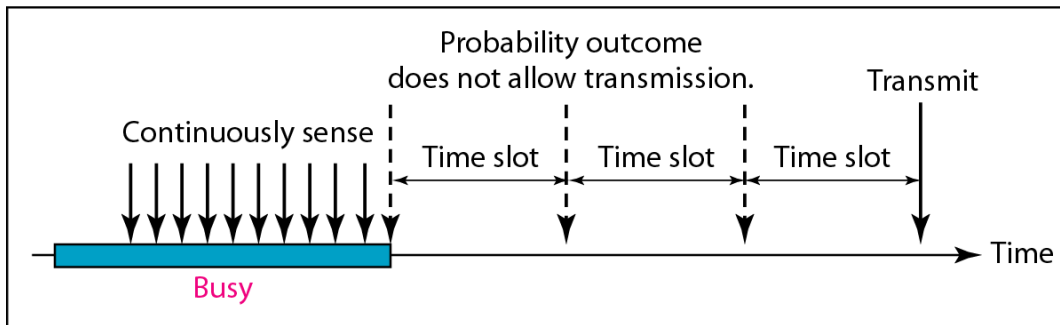 Probability outcome
does not allow transmission.
Transmit
Continuously sense
Time slot
Time slot
Time slot
Time
Busy